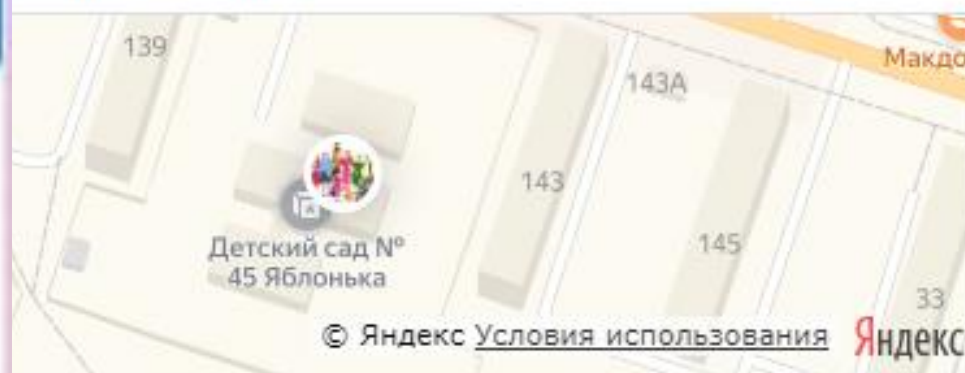 139
Макдо
143А
143
Детский сад №
45 Яблонька
145
33
© Яндекс Условия использования Яндекс